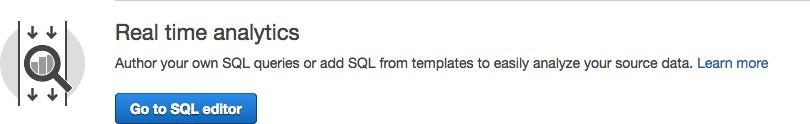 Real time analytics
Author your own SQL queries or add SQL from templates to easily analyze your source data. Learn more
Go to SQL editor